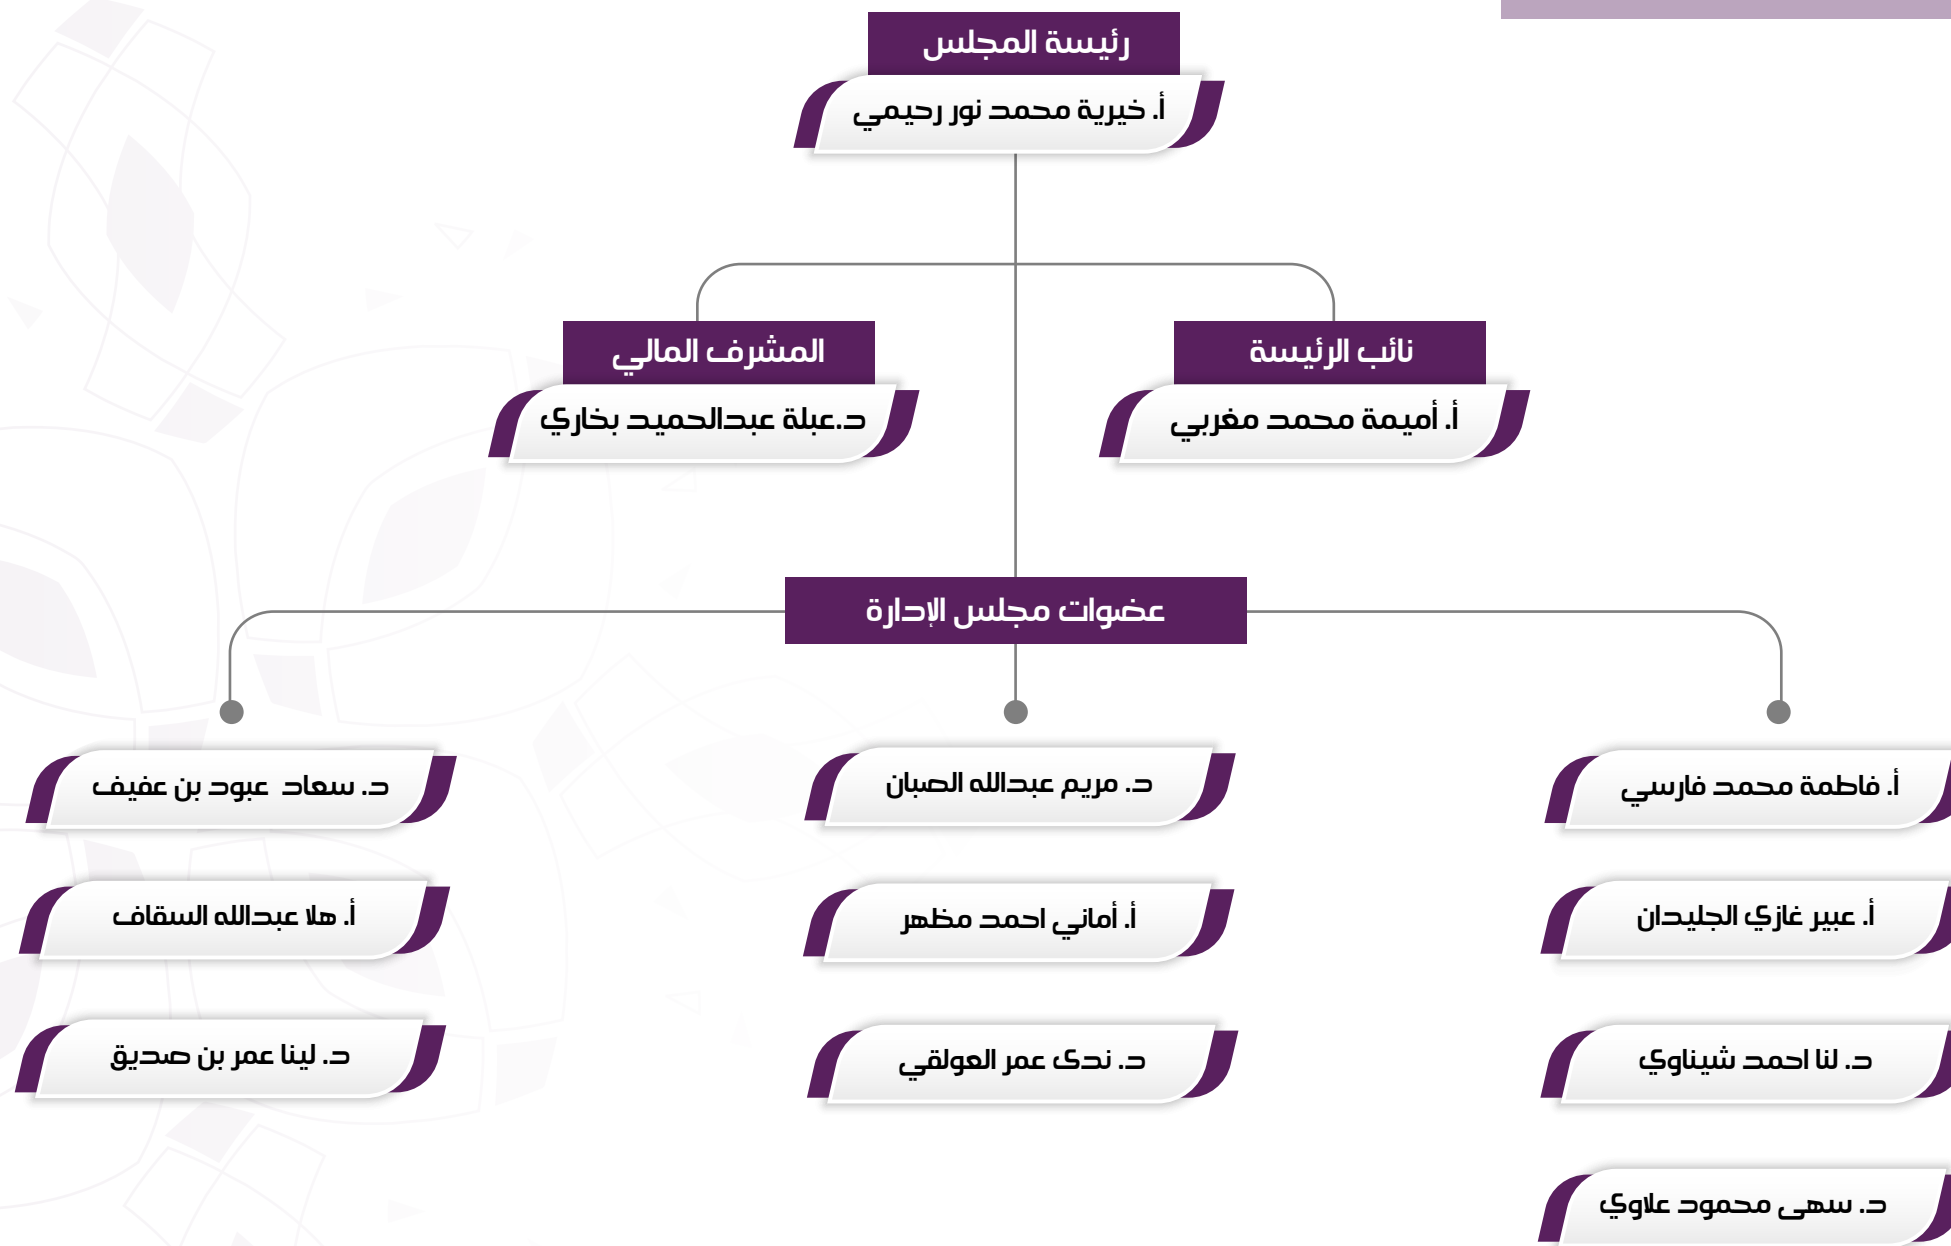 رئيسة المجلس
أ. خيرية محمد نور رحيمي
نائب الرئيسة
أ. أميمة محمد مغربي
المشرف المالي
د.عبلة عبدالحميد بخاري
عضوات مجلس الإدارة
أ. فاطمة محمد فارسي
أ. عبير غازي الجليدان
د. لنا احمد شيناوي
د. سهى محمود علاوي
د. مريم عبدالله الصبان
أ. أماني احمد مظهر
د. ندى عمر العولقي
د. سعاد عبود بن عفيف
أ. هلا عبدالله السقاف
د. لينا عمر بن صديق